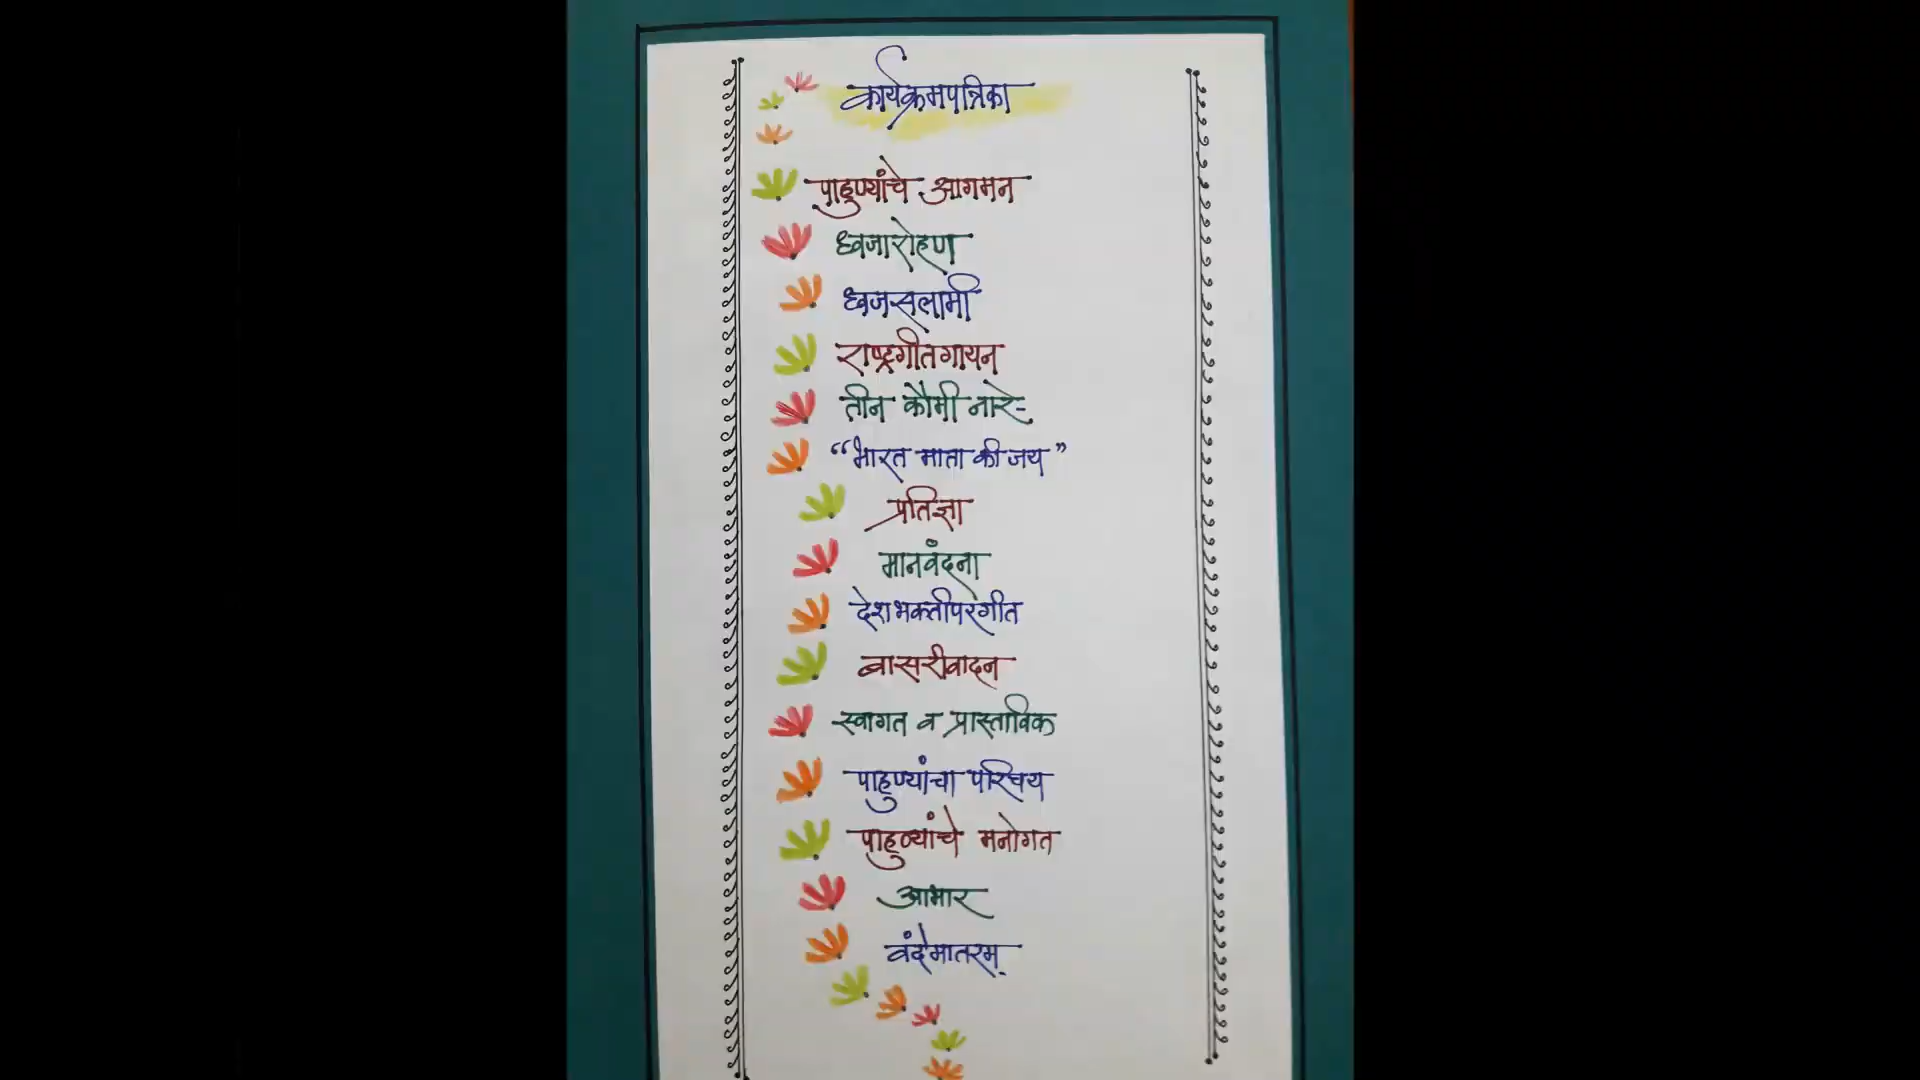 कार्यक्रमपत्रिका
पाहुण्यांचे आगमन
ध्वजारोहण
ध्वजसलामी
राष्ट्रगीतगायन
तीन कौमी नारे-
“भारत माता की जय”
प्रतिज्ञा
मानवंदना
देशभक्तीपरगीत
बासरीवादन
स्वागत व प्रास्ताविक
पाहुण्यांचा परिचय
पाहुण्यांचे मनोगत
आभार
वंदेमातरम्